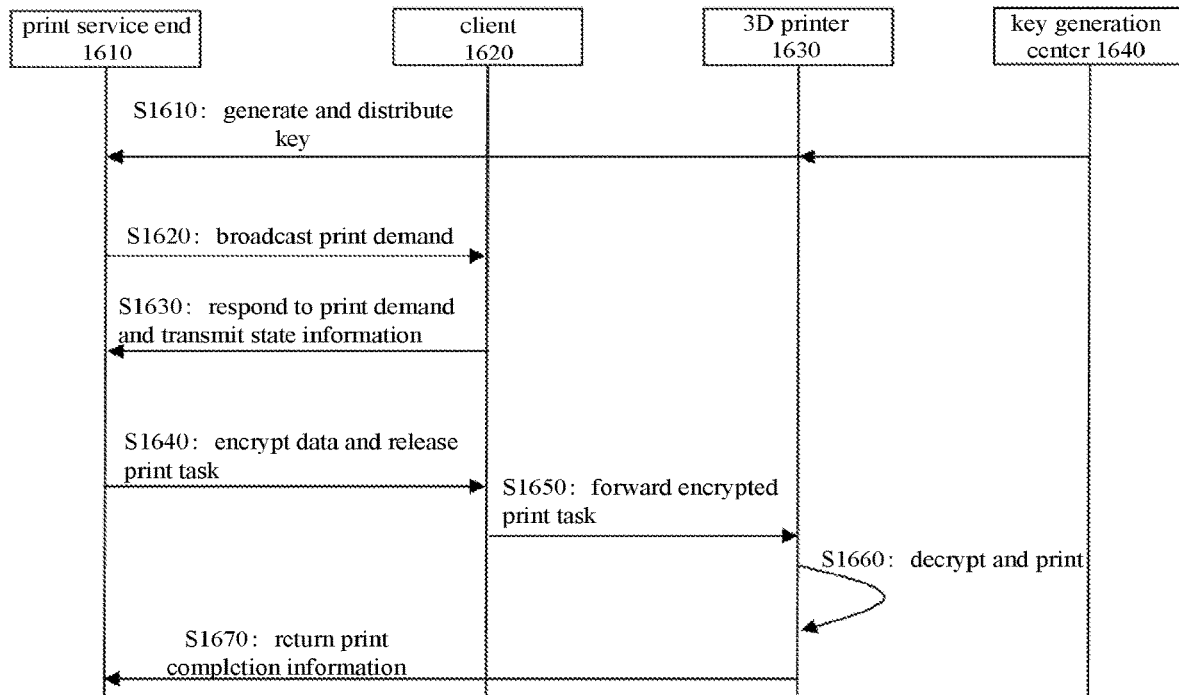 print service end
1610
client
1620
3D printer
1630
key generation
center 1640
S1610: generate and distribute
key
S1620: broadcast print demand
S1630: respond to print demand
and transmit state information
S1640: encrypt data and release
print task
S1650: forward encrypted
print task
S1660: decrypt and print
S1670: return print
completion information